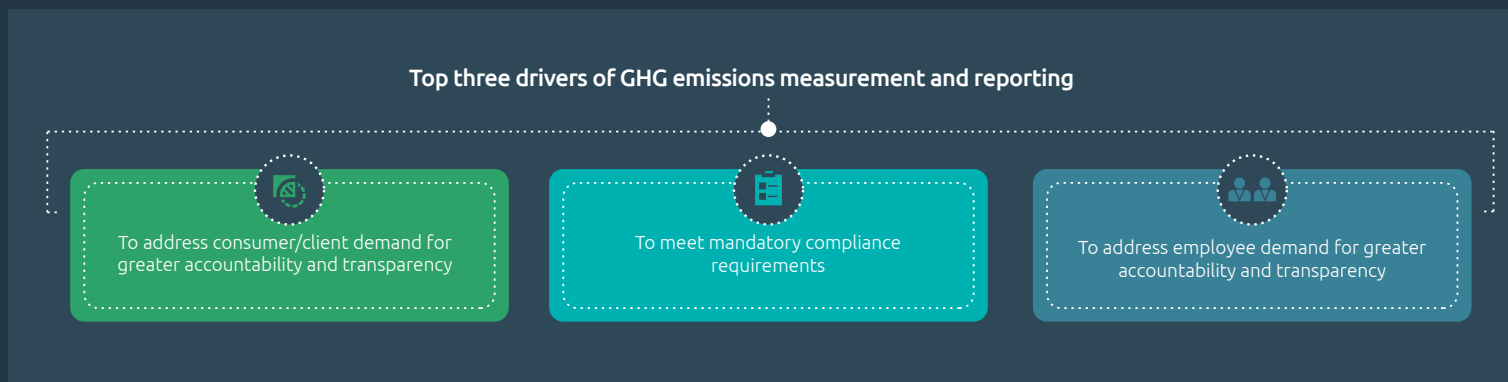 Top three drivers of GHG emissions measurement and reporting
To address consumer/client demand for
greater accountability and transparency
To meet mandatory compliance
requirements
To address employee demand for greater
accountability and transparency